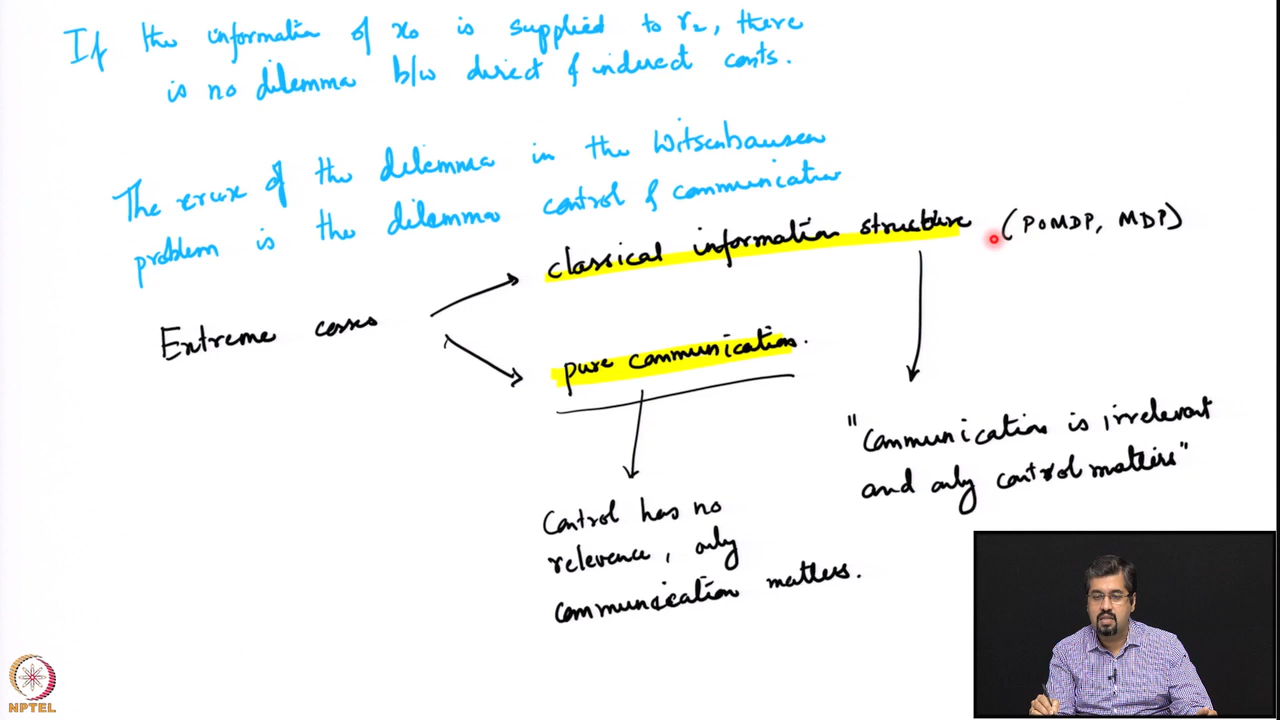 If the information of x₀ is supplied to r₂, there
is no dilemma b/w direct & indirect costs.
The crux of the dilemma in the Witsenhausen
problem is the dilemma control & communication
classical information structure (POMDP, MDP)
Extreme cases
pure communication.
"Communication is irrelevant
and only control matters"
Control has no
relevence, only
communication matters.
NPTEL